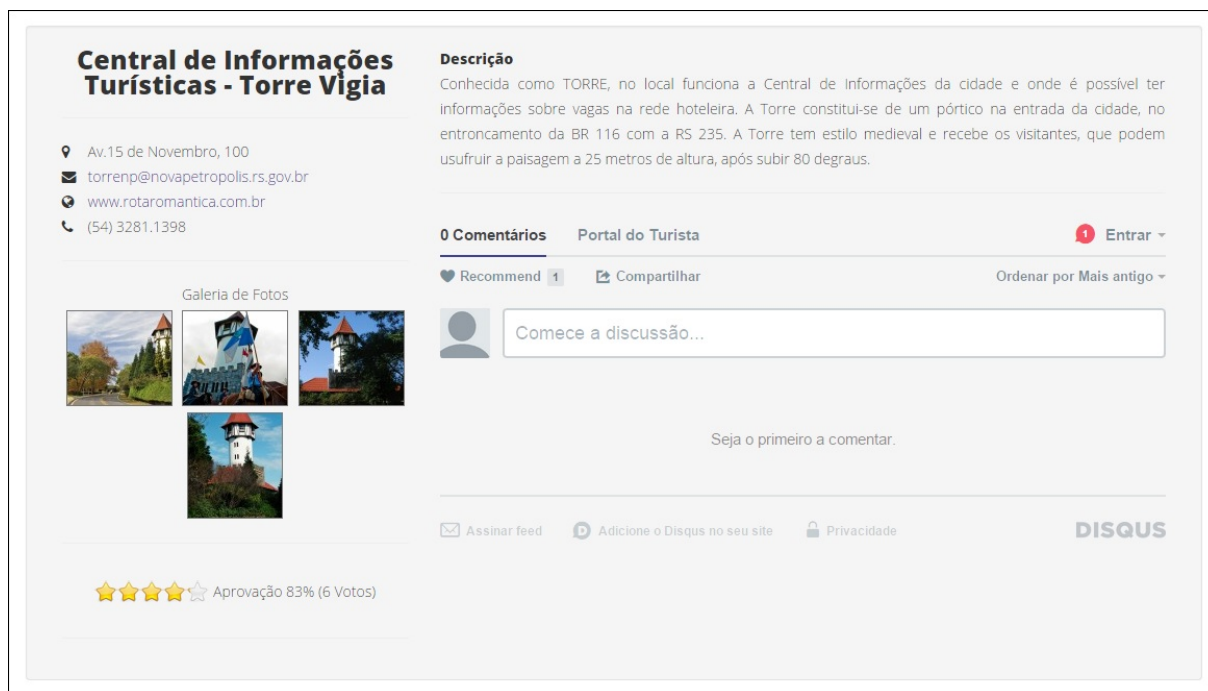 Central de Informações
Turísticas - Torre Vigia
Av.15 de Novembro, 100
torrenp@novapetropolis.rs.gov.br
www.rotaromantica.com.br
(54) 3281.1398
Galeria de Fotos
Aprovação 83% (6 Votos)
Descrição
Conhecida como TORRE, no local funciona a Central de Informações da cidade e onde é possível ter
informações sobre vagas na rede hoteleira. A Torre constitui-se de um pórtico na entrada da cidade, no
entroncamento da BR 116 com a RS 235. A Torre tem estilo medieval e recebe os visitantes, que podem
usufruir a paisagem a 25 metros de altura, após subir 80 degraus.
0 Comentários Portal do Turista 1 Entrar
Recommend 1 Compartilhar Ordenar por Mais antigo
Comece a discussão...
Seja o primeiro a comentar.
Assinar feed Adicione o Disqus no seu site Privacidade DISQUS